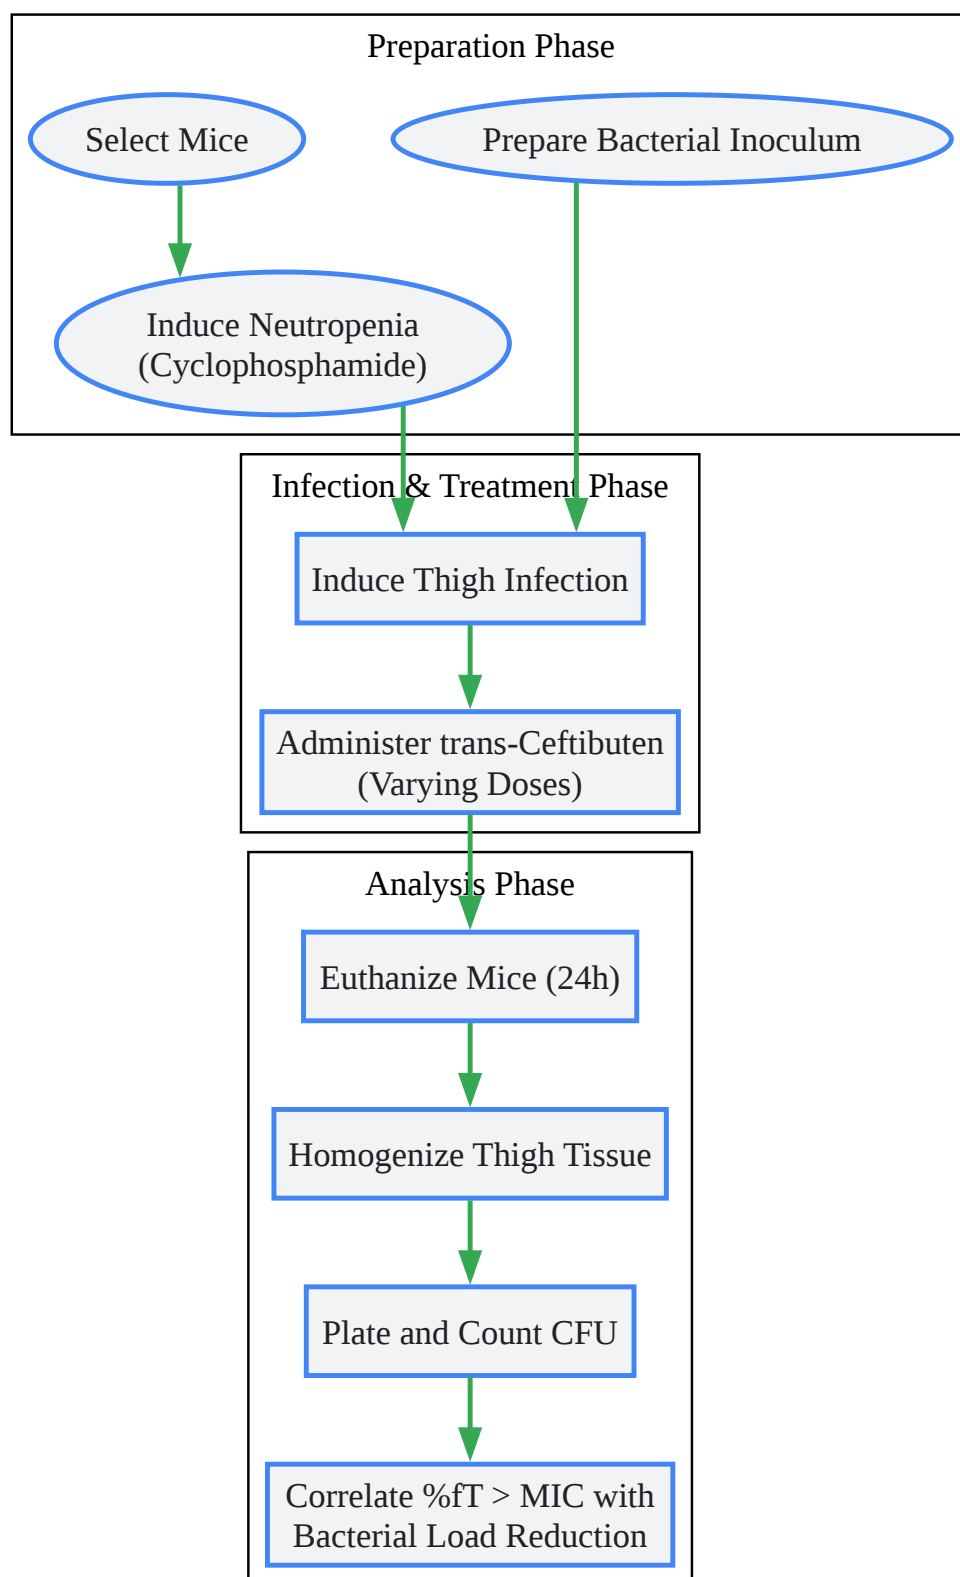 Preparation Phase
Select Mice
Prepare Bacterial Inoculum
Induce Neutropenia
(Cyclophosphamide)
Infection & Treatment Phase
Induce Thigh Infection
Administer trans-Ceftibuten
(Varying Doses)
Analysis Phase
Euthanize Mice (24h)
Homogenize Thigh Tissue
Plate and Count CFU
Correlate %fT > MIC with
Bacterial Load Reduction